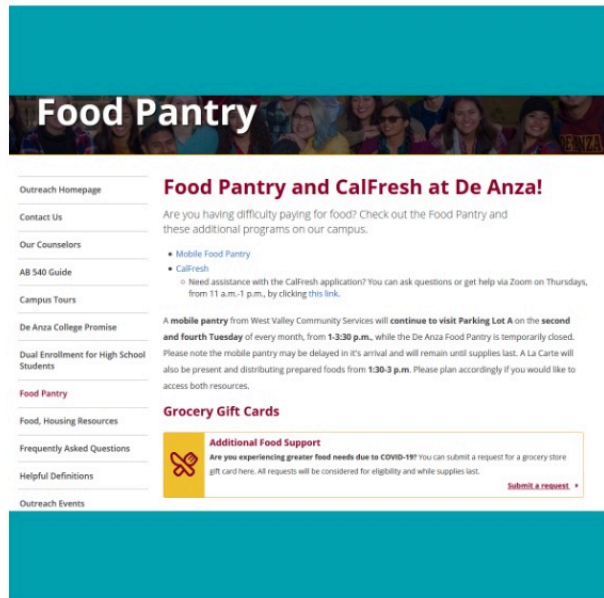 Food Pantry
DE ANZA
Outreach Homepage
Contact Us
Our Counselors
AB 540 Guide
Campus Tours
De Anza College Promise
Dual Enrollment for High School
Students
Food Pantry
Food, Housing Resources
Frequently Asked Questions
Helpful Definitions
Outreach Events
Food Pantry and CalFresh at De Anza!
Are you having difficulty paying for food? Check out the Food Pantry and
these additional programs on our campus.
• Mobile Food Pantry
• CalFresh
○ Need assistance with the CalFresh application? You can ask questions or get help via Zoom on Thursdays,
from 11 a.m.-1 p.m., by clicking this link.
A mobile pantry from West Valley Community Services will continue to visit Parking Lot A on the second
and fourth Tuesday of every month, from 1-3:30 p.m., while the De Anza Food Pantry is temporarily closed.
Please note the mobile pantry may be delayed in it's arrival and will remain until supplies last. A La Carte will
also be present and distributing prepared foods from 1:30-3 p.m. Please plan accordingly if you would like to
access both resources.
Grocery Gift Cards
Additional Food Support
Are you experiencing greater food needs due to COVID-19? You can submit a request for a grocery store
gift card here. All requests will be considered for eligibility and while supplies last.
Submit a request